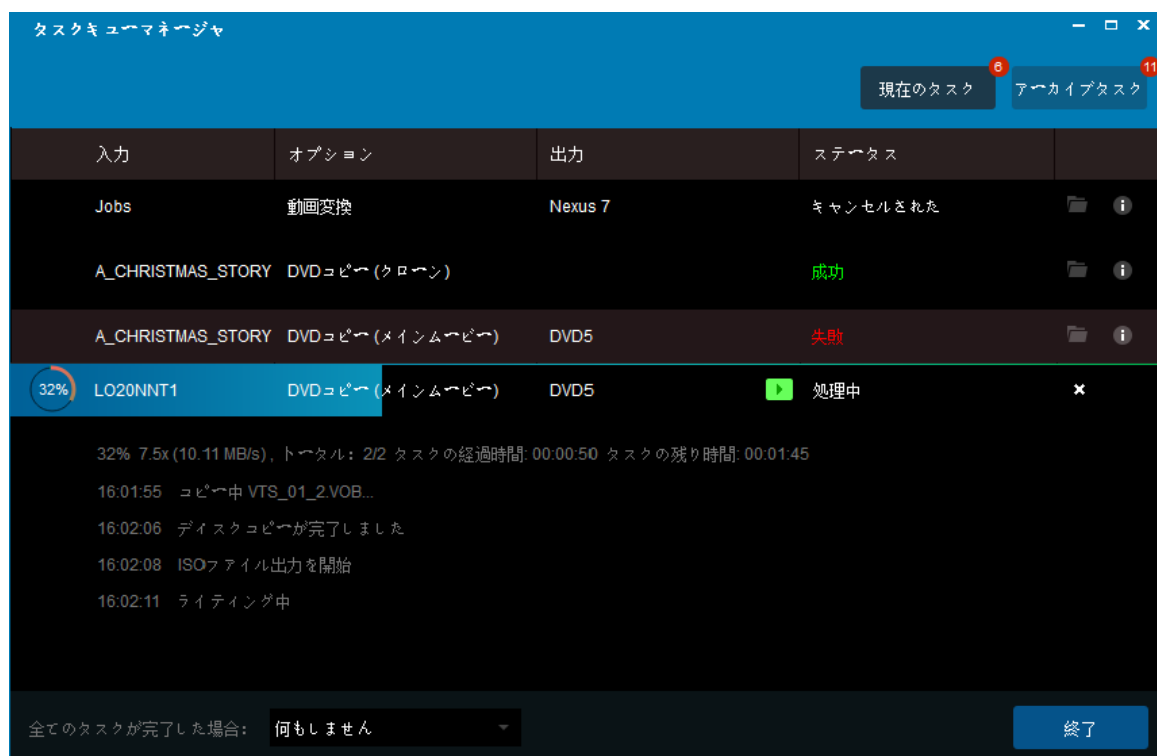 タスクキューマネージャ
6 11
現在のタスク アーカイブタスク
入力 オプション 出力 ステータス
Jobs 動画変換 Nexus 7 キャンセルされた
A_CHRISTMAS_STORY DVDコピー (クローン) 成功
A_CHRISTMAS_STORY DVDコピー (メインムービー) DVD5 失敗
32% LO20NNT1 DVDコピー (メインムービー) DVD5 処理中
32% 7.5x (10.11 MB/s) , トータル: 2/2 タスクの経過時間: 00:00:50 タスクの残り時間: 00:01:45
16:01:55 コピー中 VTS_01_2.VOB...
16:02:06 ディスクコピーが完了しました
16:02:08 ISOファイル出力を開始
16:02:11 ライティング中
全てのタスクが完了した場合: 何もしません 終了